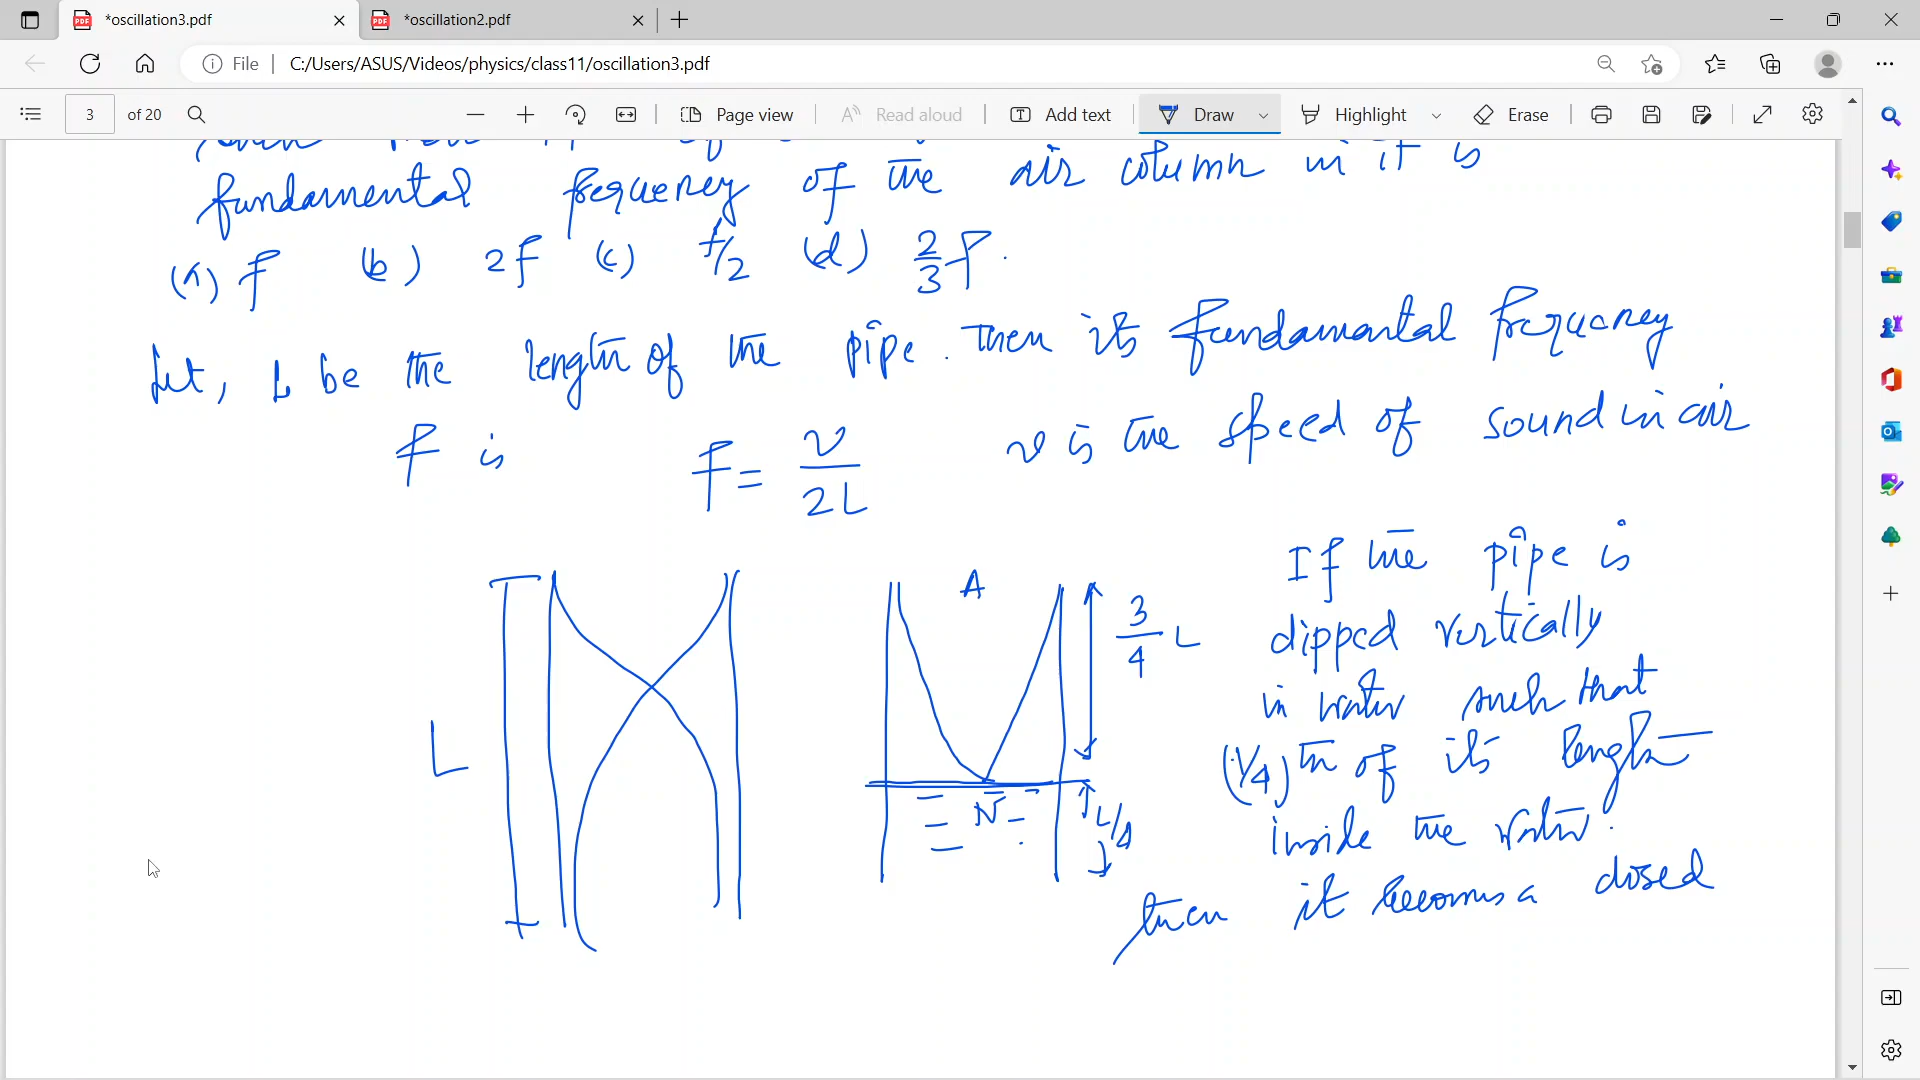 *oscillation3.pdf
*oscillation2.pdf
File
C:/Users/ASUS/Videos/physics/class11/oscillation3.pdf
3 of 20
Page view
Read aloud
Add text
Draw
Highlight
Erase
fundamental frequency of the air column in it is
(a) f (b) 2f (c) f/2 (d) 2/3 f.
Let, L be the length of the pipe. Then its fundamental frequency
f is f = v/2L v is the speed of sound in air
If the pipe is
dipped vertically
in water such that
(1/4)th of its length
inside the water.
then it becomes a closed
L
A
3/4 L
N
L/4